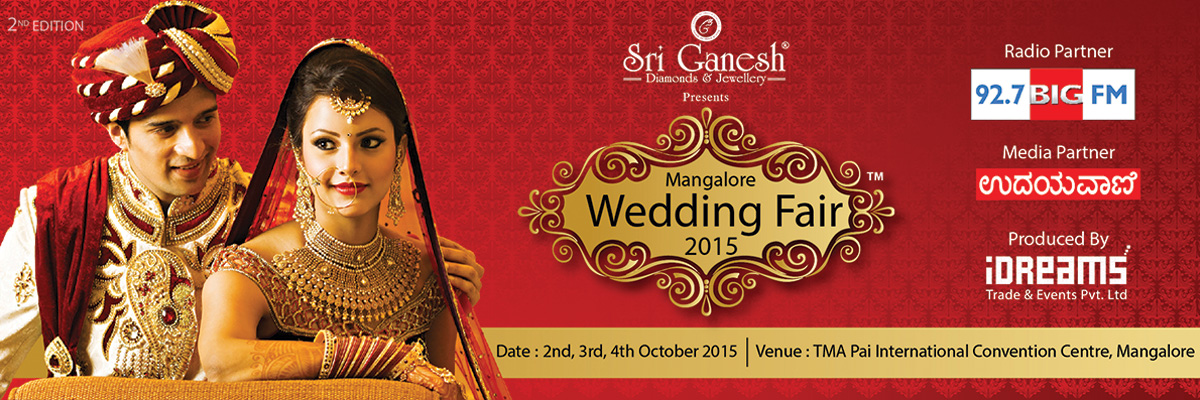 2ND EDITION
Sri Ganesh®
Diamonds & Jewellery
Presents
Mangalore
Wedding Fair
2015
TM
Radio Partner
92.7 BIG FM
Media Partner
ಉದಯವಾಣಿ
Produced By
iDREAMS
Trade & Events Pvt. Ltd
Date : 2nd, 3rd, 4th October 2015 | Venue : TMA Pai International Convention Centre, Mangalore